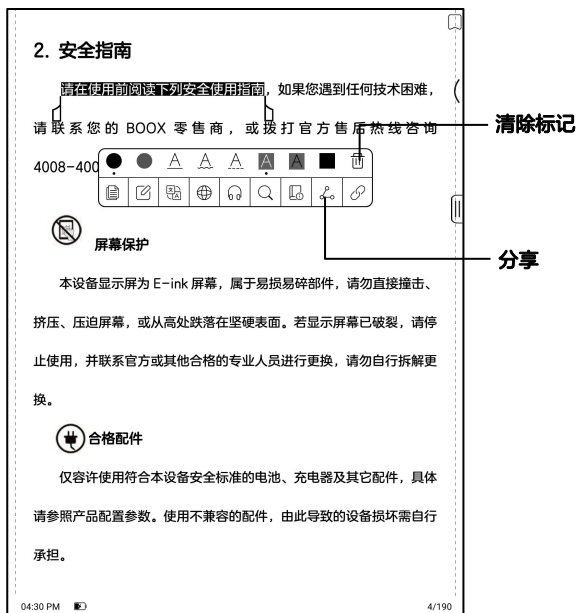 2. 安全指南
请在使用前阅读下列安全使用指南，如果您遇到任何技术困难，
请联系您的 BOOX 零售商，或拨打官方售后热线咨询
清除标记
4008-400
A A A A A
分享
屏幕保护
本设备显示屏为 E-ink 屏幕，属于易损易碎部件，请勿直接撞击、
挤压、压迫屏幕，或从高处跌落在坚硬表面。若显示屏幕已破裂，请停
止使用，并联系官方或其他合格的专业人员进行更换，请勿自行拆解更
换。
合格配件
仅容许使用符合本设备安全标准的电池、充电器及其它配件，具体
请参照产品配置参数。使用不兼容的配件，由此导致的设备损坏需自行
承担。
04:30 PM 4/190